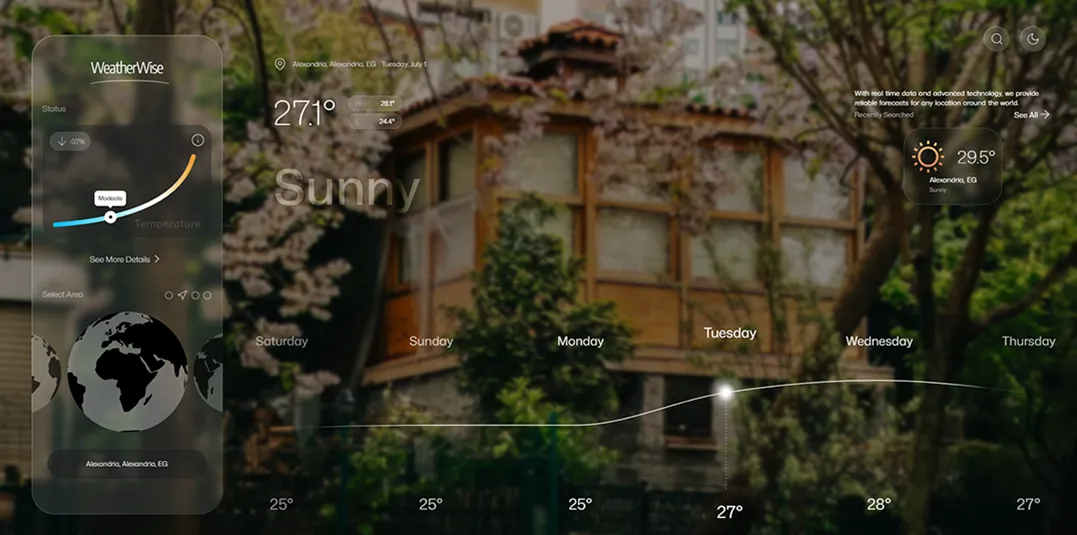 WeatherWise
Status
07%
Modeote
Temperature
See More Details
Select Area
Alexandria, Alexandria, EG
Alexandria, Alexandria, EG Tuesday, July 1
27.1°
H 28.1°
L 24.4°
Sunny
With real time data and advanced technology, we provide
reliable forecasts for any location around the world.
Recently Searched
See All
29.5°
Alexandria, EG
Sunny
Saturday Sunday Monday Tuesday Wednesday Thursday
25° 25° 25° 27° 28° 27°